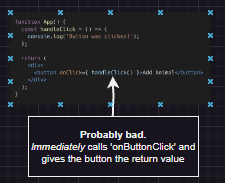 function App() {
const handleClick = () => {
console.log('Button was clicked!');
};
return (
<div>
<button onClick={ handleClick() }>Add Animal</button>
</div>
);
}
Probably bad.
Immediately calls 'onButtonClick' and
gives the button the return value